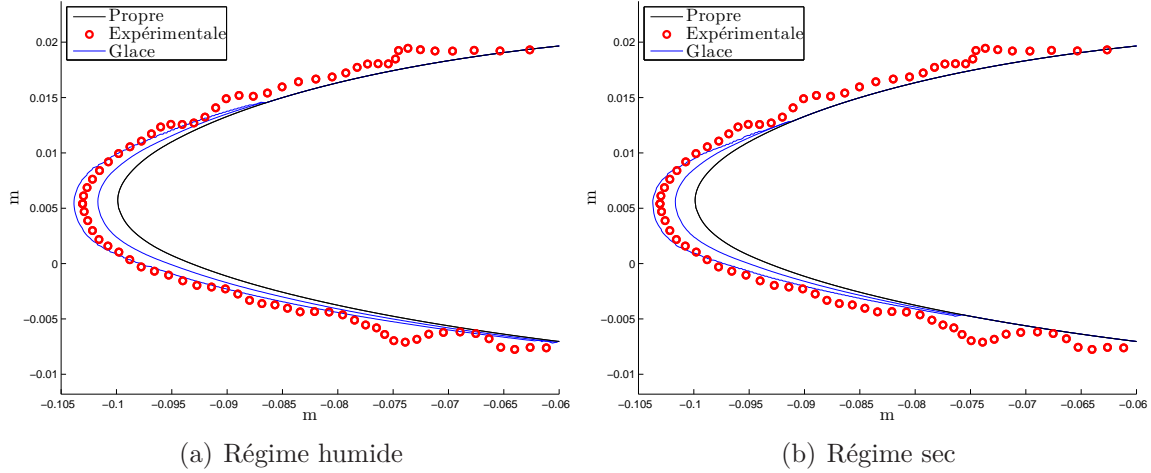 Propre
Expérimentale
Glace
0.02
0.015
0.01
0.005
0
−0.005
−0.01
m
−0.105
−0.1
−0.095
−0.09
−0.085
−0.08
−0.075
−0.07
−0.065
−0.06
m
(a) Régime humide
Propre
Expérimentale
Glace
0.02
0.015
0.01
0.005
0
−0.005
−0.01
m
−0.105
−0.1
−0.095
−0.09
−0.085
−0.08
−0.075
−0.07
−0.065
−0.06
m
(b) Régime sec